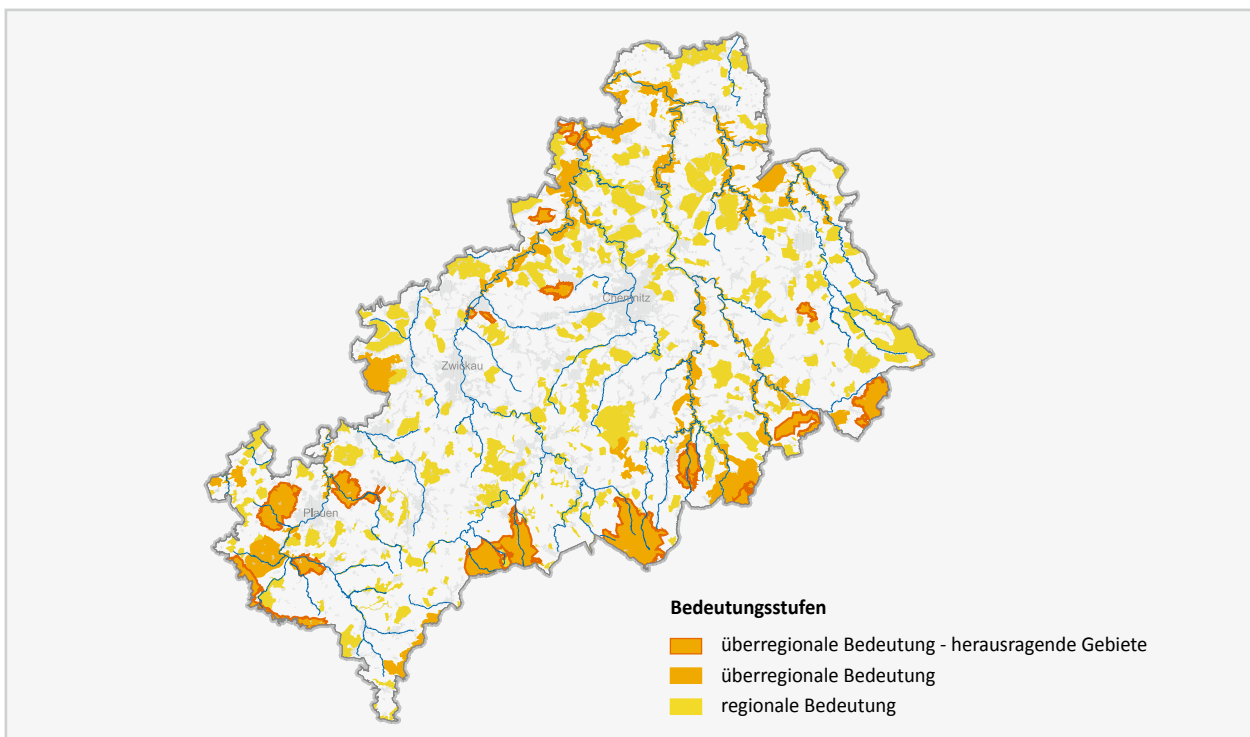 Chemnitz
Zwickau
Plauen
Bedeutungsstufen
überregionale Bedeutung - herausragende Gebiete
überregionale Bedeutung
regionale Bedeutung